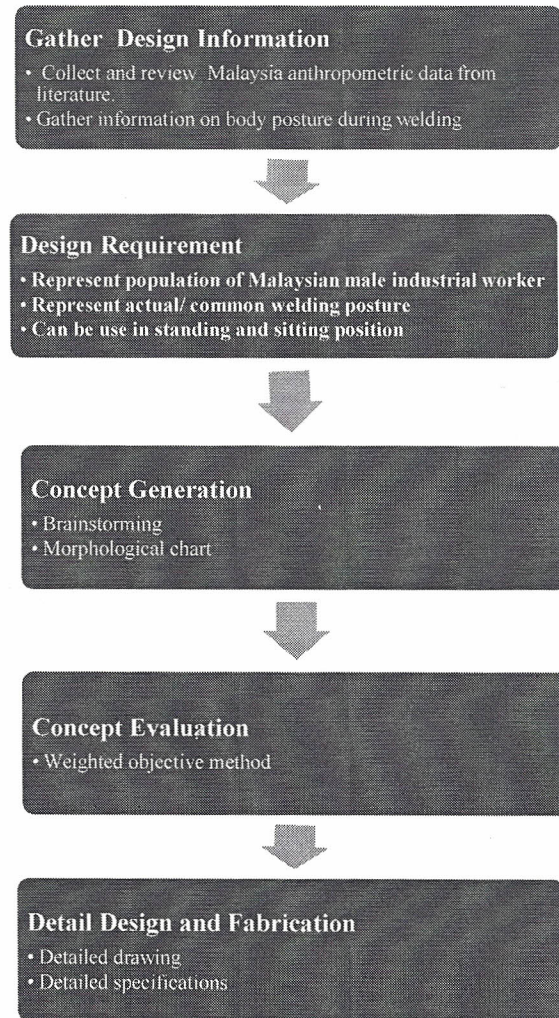 Gather Design Information
• Collect and review Malaysia anthropometric data from
literature.
• Gather information on body posture during welding
Design Requirement
• Represent population of Malaysian male industrial worker
• Represent actual/ common welding posture
• Can be use in standing and sitting position
Concept Generation
• Brainstorming
• Morphological chart
Concept Evaluation
• Weighted objective method
Detail Design and Fabrication
• Detailed drawing
• Detailed specifications